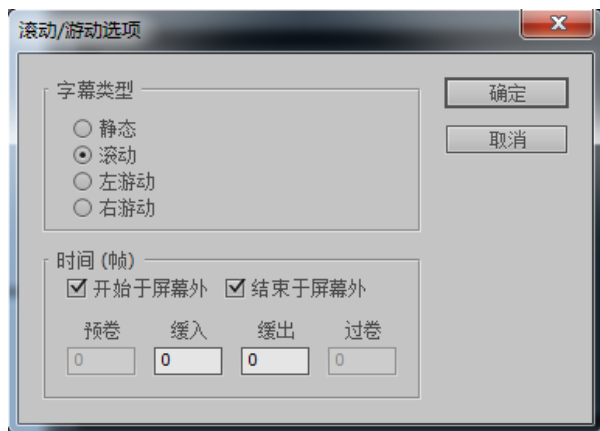 滚动/游动选项
字幕类型
静态
滚动
左游动
右游动
确定
取消
时间 (帧)
开始于屏幕外 结束于屏幕外
预卷 缓入 缓出 过卷
0 0 0 0